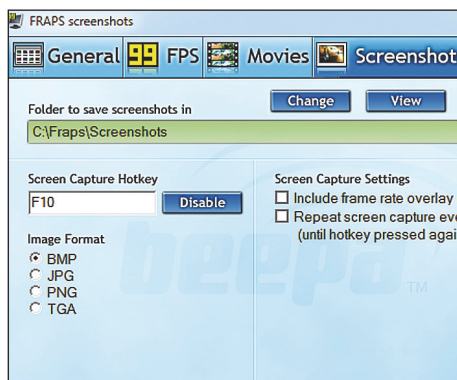 FRAPS screenshots
General 99 FPS Movies Screenshot
Folder to save screenshots in
Change View
C:\Fraps\Screenshots
Screen Capture Hotkey
F10 Disable
Image Format
BMP
JPG
PNG
TGA
Screen Capture Settings
Include frame rate overlay
Repeat screen capture eve
(until hotkey pressed agai
beepa TM